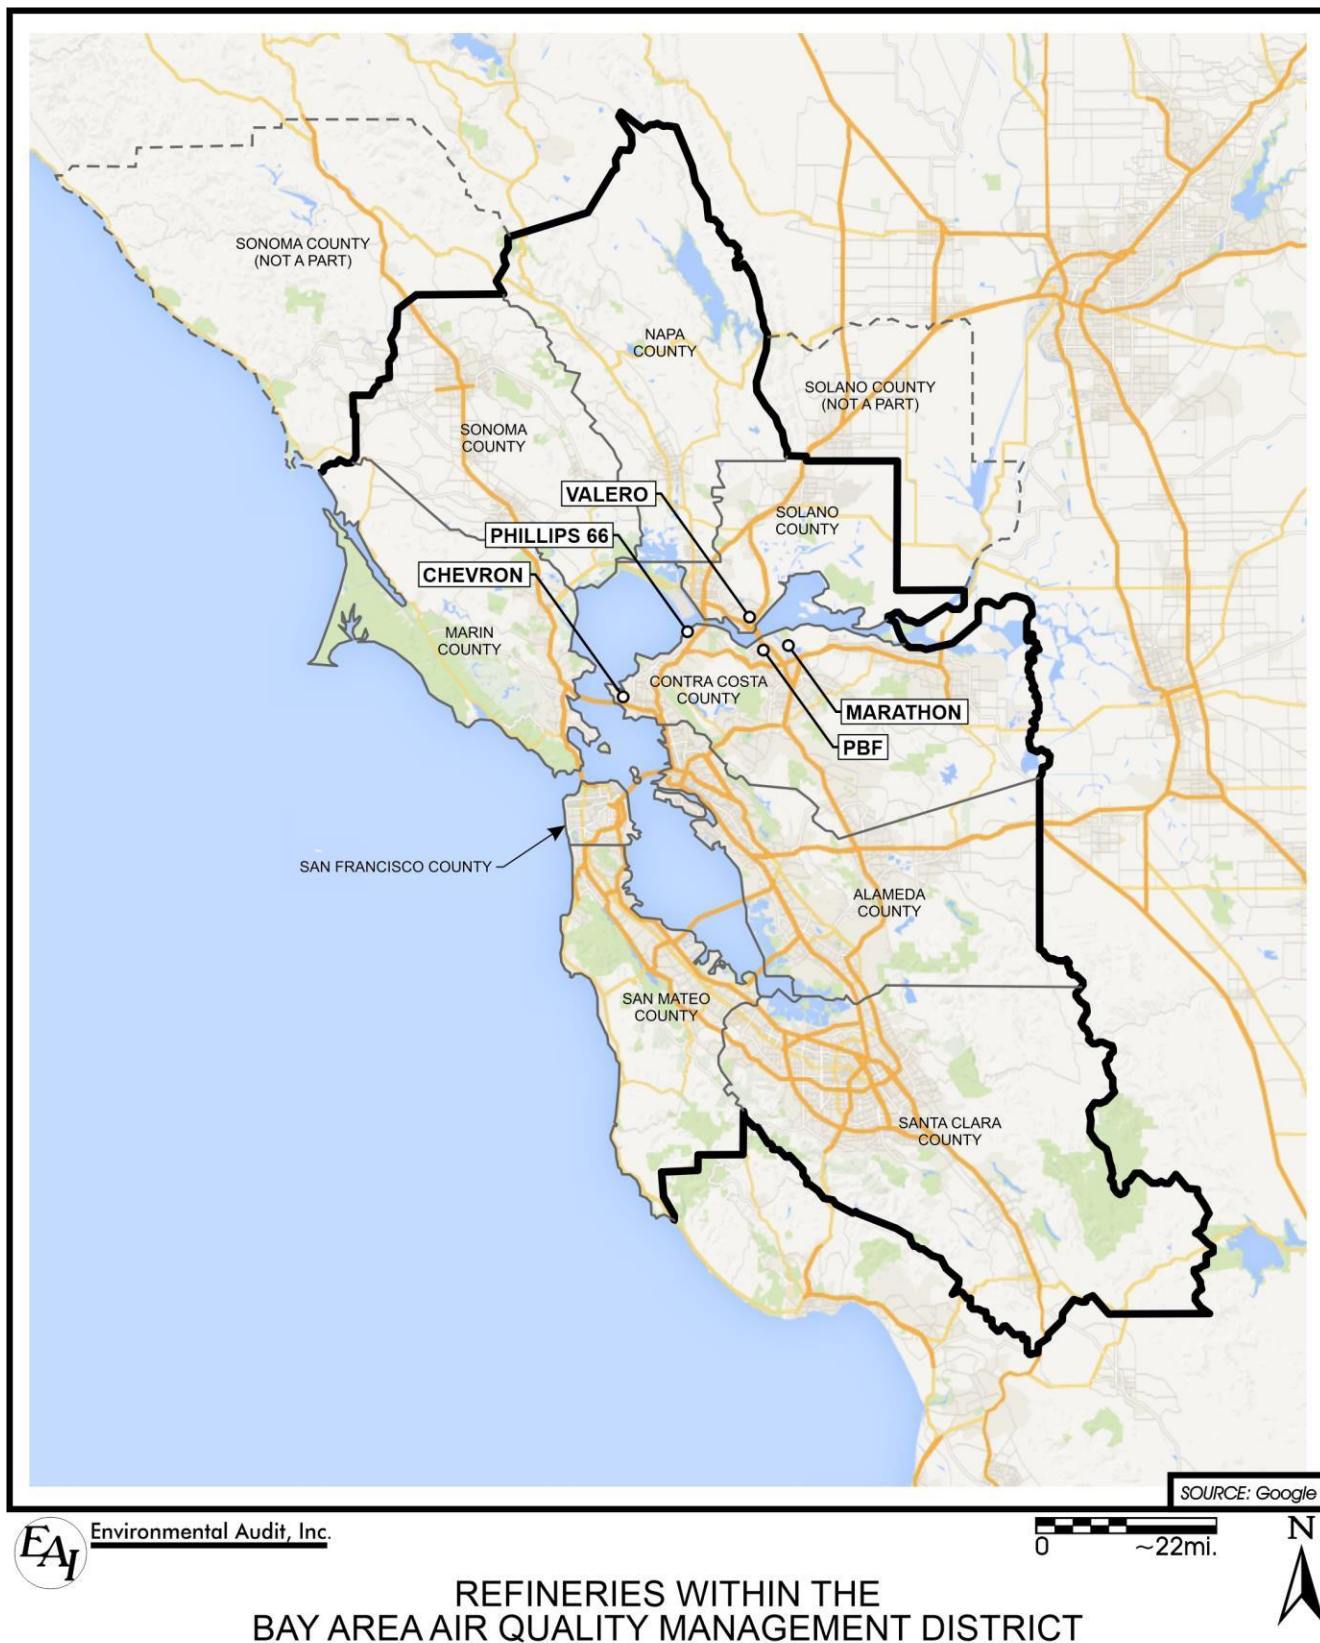 SONOMA COUNTY
(NOT A PART)
NAPA
COUNTY
SOLANO COUNTY
(NOT A PART)
SONOMA
COUNTY
VALERO
SOLANO
COUNTY
PHILLIPS 66
CHEVRON
MARIN
COUNTY
CONTRA COSTA
COUNTY
MARATHON
PBF
SAN FRANCISCO COUNTY
ALAMEDA
COUNTY
SAN MATEO
COUNTY
SANTA CLARA
COUNTY
SOURCE: Google
EAI
Environmental Audit, Inc.
0 ~22mi.
N
REFINERIES WITHIN THE
BAY AREA AIR QUALITY MANAGEMENT DISTRICT